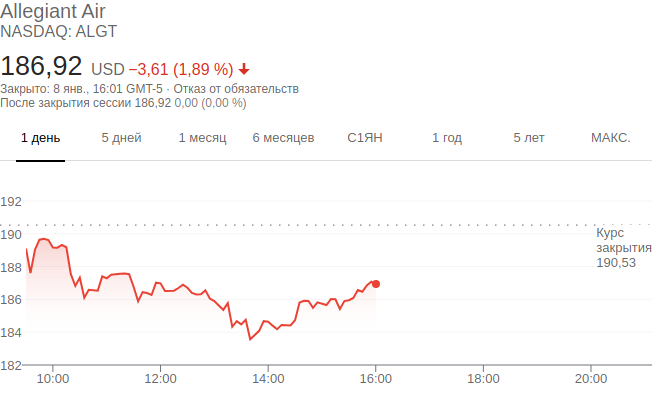 Allegiant Air
NASDAQ: ALGT
186,92 USD −3,61 (1,89 %)
Закрыто: 8 янв., 16:01 GMT-5 · Отказ от обязательств
После закрытия сессии 186,92 0,00 (0,00 %)
1 день 5 дней 1 месяц 6 месяцев С1ЯН 1 год 5 лет МАКС.
192
190
188
186
184
182
Курс
закрытия
190,53
10:00 12:00 14:00 16:00 18:00 20:00